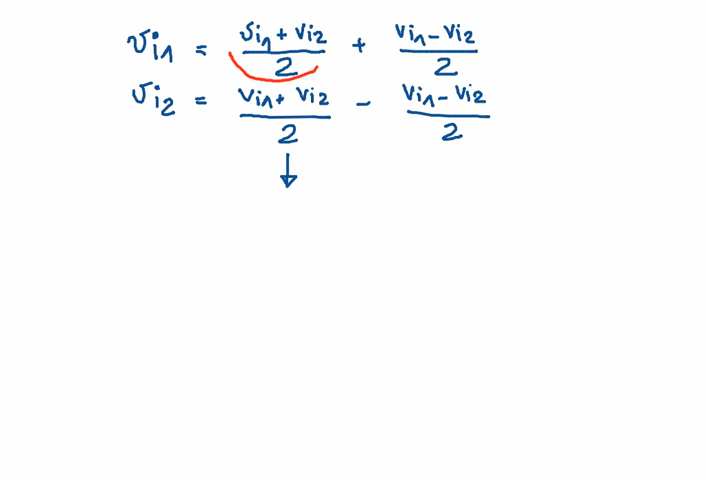 vi1 = (vi1 + vi2)/2 + (vi1 - vi2)/2
vi2 = (vi1 + vi2)/2 - (vi1 - vi2)/2
↓